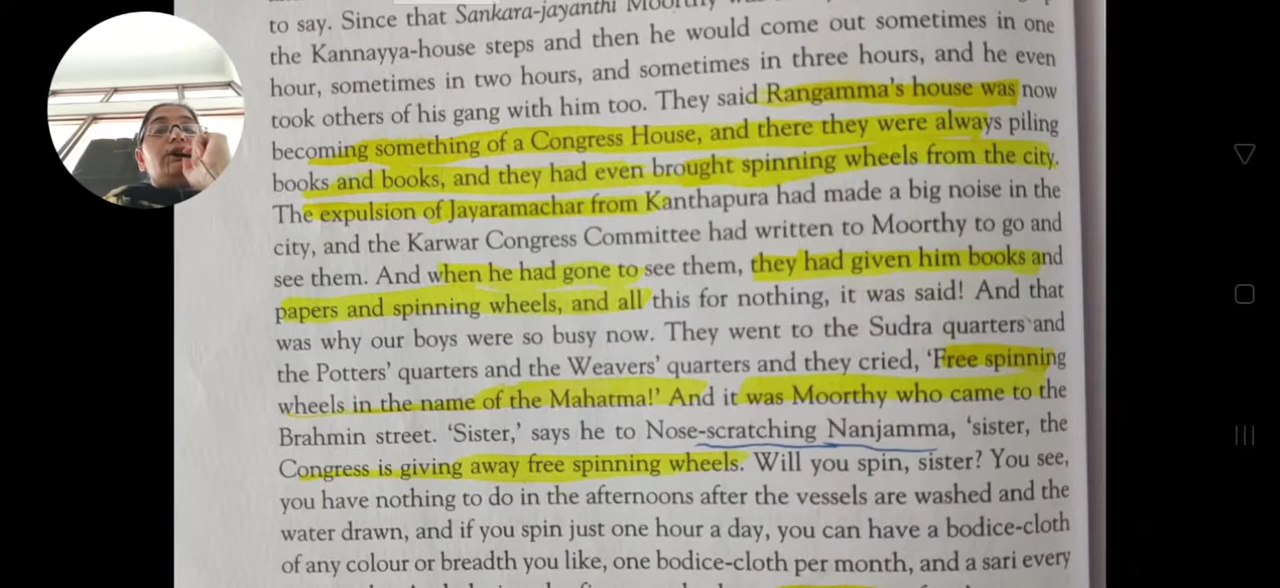 to say. Since that Sankara-jayanthi Moorthy
the Kannayya-house steps and then he would come out sometimes in one
hour, sometimes in two hours, and sometimes in three hours, and he even
took others of his gang with him too. They said Rangamma's house was now
becoming something of a Congress House, and there they were always piling
books and books, and they had even brought spinning wheels from the city.
The expulsion of Jayaramachar from Kanthapura had made a big noise in the
city, and the Karwar Congress Committee had written to Moorthy to go and
see them. And when he had gone to see them, they had given him books and
papers and spinning wheels, and all this for nothing, it was said! And that
was why our boys were so busy now. They went to the Sudra quarters and
the Potters' quarters and the Weavers' quarters and they cried, 'Free spinning
wheels in the name of the Mahatma!' And it was Moorthy who came to the
Brahmin street. 'Sister,' says he to Nose-scratching Nanjamma, 'sister, the
Congress is giving away free spinning wheels. Will you spin, sister? You see,
you have nothing to do in the afternoons after the vessels are washed and the
water drawn, and if you spin just one hour a day, you can have a bodice-cloth
of any colour or breadth you like, one bodice-cloth per month, and a sari every